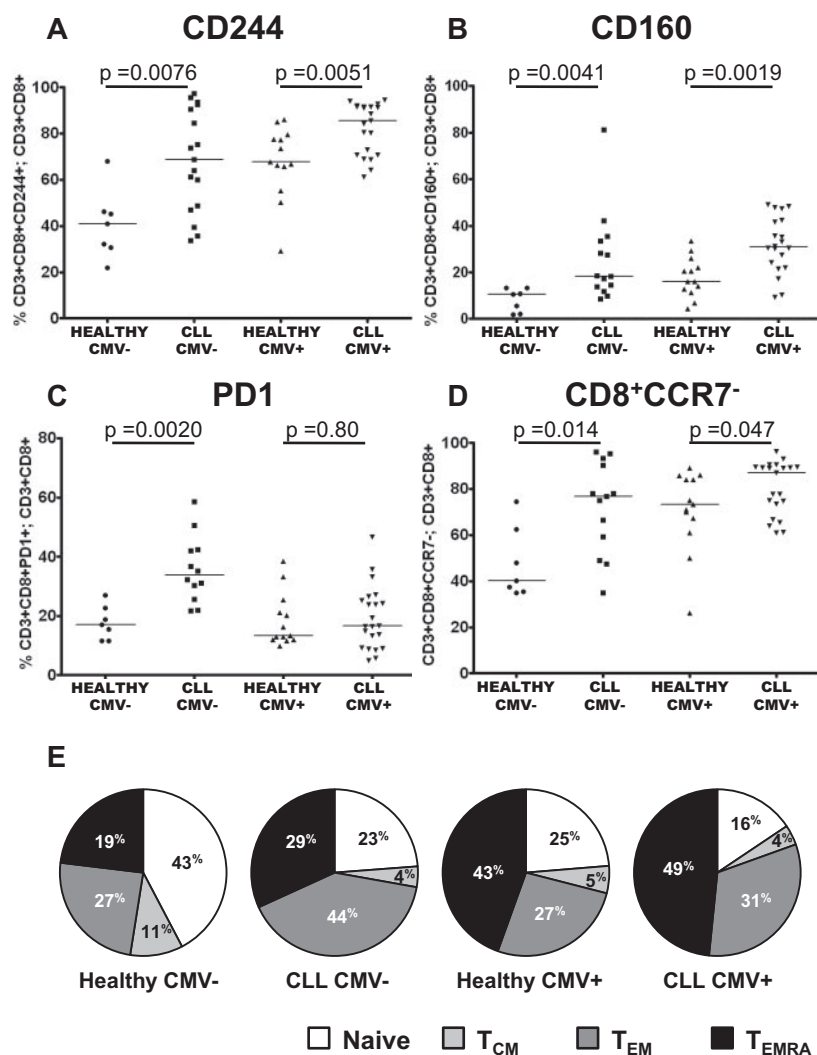 A CD244
p =0.0076 p =0.0051
% CD3+CD8+CD244+; CD3+CD8+
100
80
60
40
20
0
HEALTHY CMV-
CLL CMV-
HEALTHY CMV+
CLL CMV+
B CD160
p =0.0041 p =0.0019
% CD3+CD8+CD160+; CD3+CD8+
100
80
60
40
20
0
HEALTHY CMV-
CLL CMV-
HEALTHY CMV+
CLL CMV+
C PD1
p =0.0020 p =0.80
% CD3+CD8+PD1+; CD3+CD8+
80
60
40
20
0
HEALTHY CMV-
CLL CMV-
HEALTHY CMV+
CLL CMV+
D CD8⁺CCR7⁻
p =0.014 p =0.047
CD3+CD8+CCR7-; CD3+CD8+
100
80
60
40
20
0
HEALTHY CMV-
CLL CMV-
HEALTHY CMV+
CLL CMV+
E
19% 43% 27% 11%
Healthy CMV-
29% 23% 4% 44%
CLL CMV-
43% 25% 5% 27%
Healthy CMV+
49% 16% 4% 31%
CLL CMV+
Naive T_CM T_EM T_EMRA